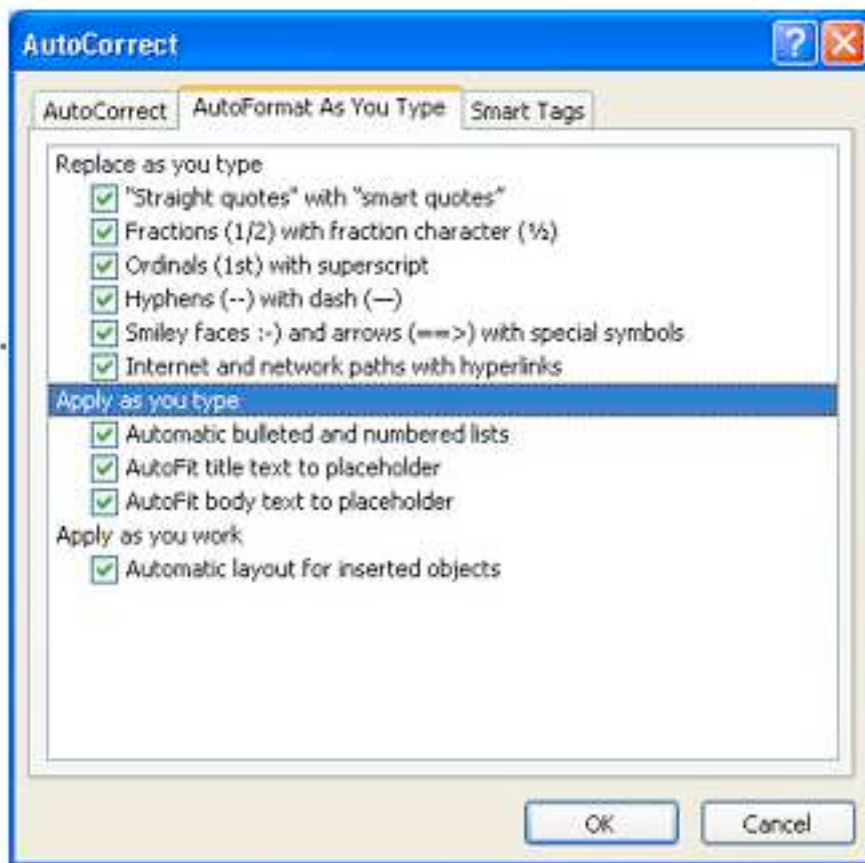 AutoCorrect
AutoCorrect AutoFormat As You Type Smart Tags
Replace as you type
"Straight quotes" with “smart quotes”
Fractions (1/2) with fraction character (½)
Ordinals (1st) with superscript
Hyphens (--) with dash (—)
Smiley faces :-) and arrows (==>) with special symbols
Internet and network paths with hyperlinks
Apply as you type
Automatic bulleted and numbered lists
AutoFit title text to placeholder
AutoFit body text to placeholder
Apply as you work
Automatic layout for inserted objects
OK Cancel